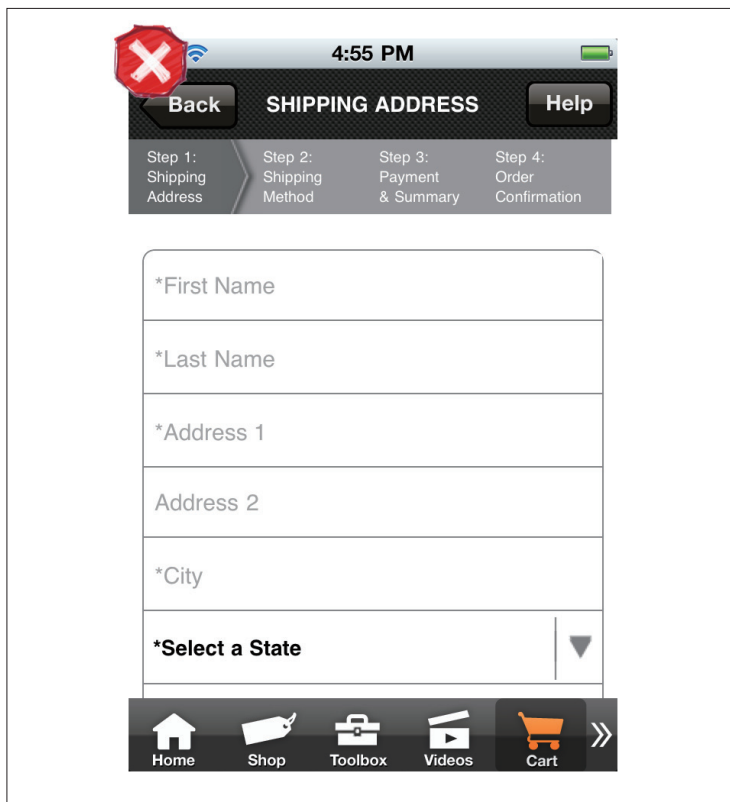 4:55 PM
Back SHIPPING ADDRESS Help
Step 1: Step 2: Step 3: Step 4:
Shipping Shipping Payment Order
Address Method & Summary Confirmation
*First Name
*Last Name
*Address 1
Address 2
*City
*Select a State
Home Shop Toolbox Videos Cart »